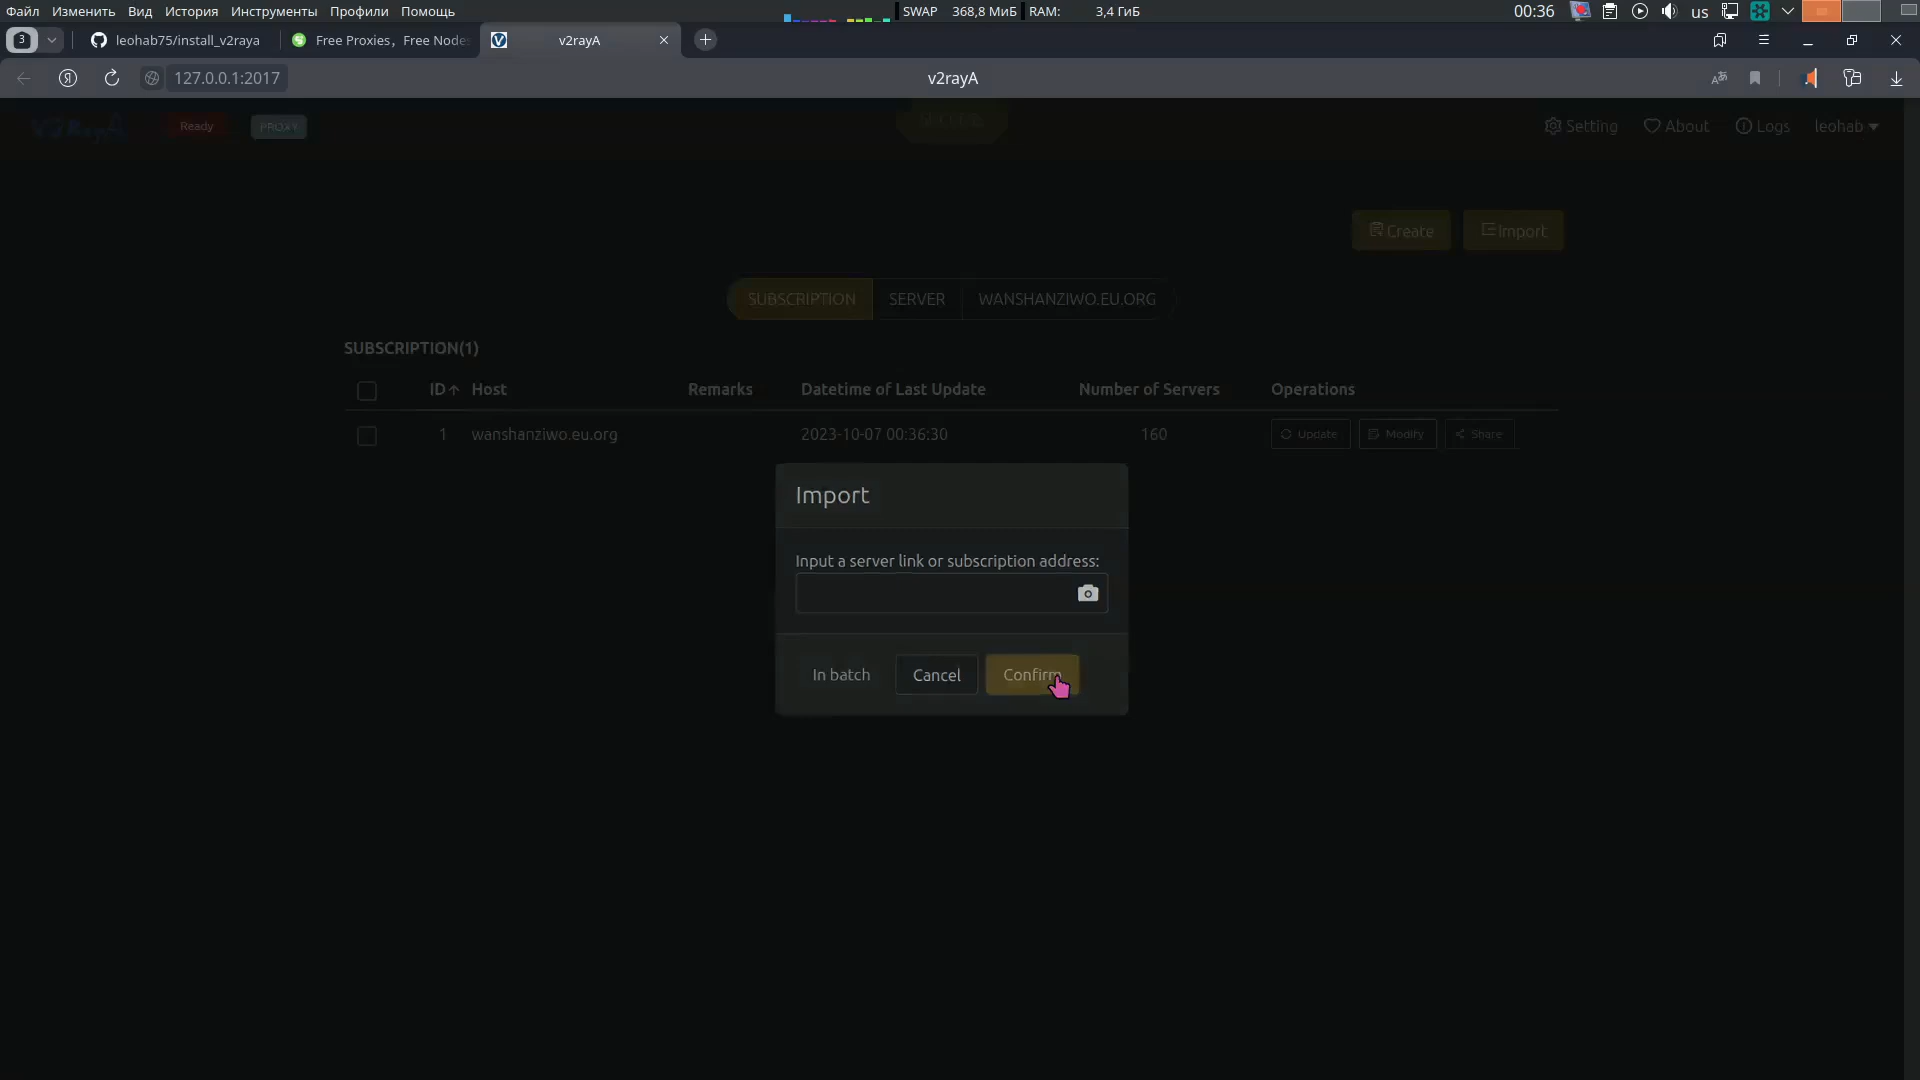 Файл Изменить Вид История Инструменты Профили Помощь SWAP 368,8 МиБ RAM: 3,4 ГиБ 00:36 us
3 leohab75/install_v2raya Free Proxies，Free Node v2rayA
127.0.0.1:2017 v2rayA
Ready PROXY Setting About Logs leohab
Create Import
SUBSCRIPTION SERVER WANSHANZIWO.EU.ORG
SUBSCRIPTION(1)
ID Host Remarks Datetime of Last Update Number of Servers Operations
1 wanshanziwo.eu.org 2023-10-07 00:36:30 160 Update Modify Share
Import
Input a server link or subscription address:
In batch Cancel Confirm